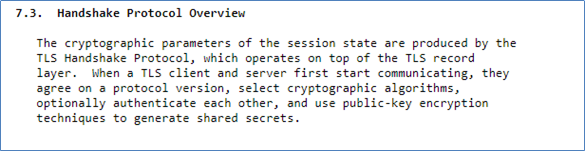 7.3. Handshake Protocol Overview
The cryptographic parameters of the session state are produced by the
TLS Handshake Protocol, which operates on top of the TLS record
layer. When a TLS client and server first start communicating, they
agree on a protocol version, select cryptographic algorithms,
optionally authenticate each other, and use public-key encryption
techniques to generate shared secrets.